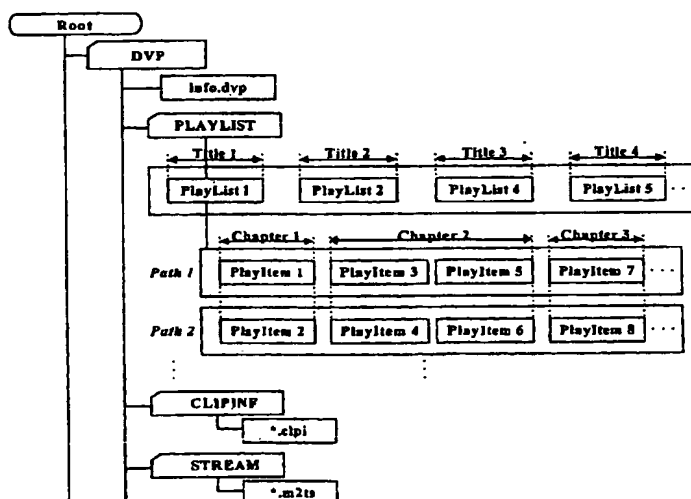 Root
DVP
Info.dvp
PLAYLIST
Title 1 Title 2 Title 3 Title 4
PlayList 1 PlayList 2 PlayList 4 PlayList 5 ...
Chapter 1 Chapter 2 Chapter 3
Path 1 PlayItem 1 PlayItem 3 PlayItem 5 PlayItem 7 ...
Path 2 PlayItem 2 PlayItem 4 PlayItem 6 PlayItem 8 ...
CLIPINF
*.clpi
STREAM
*.m2ts